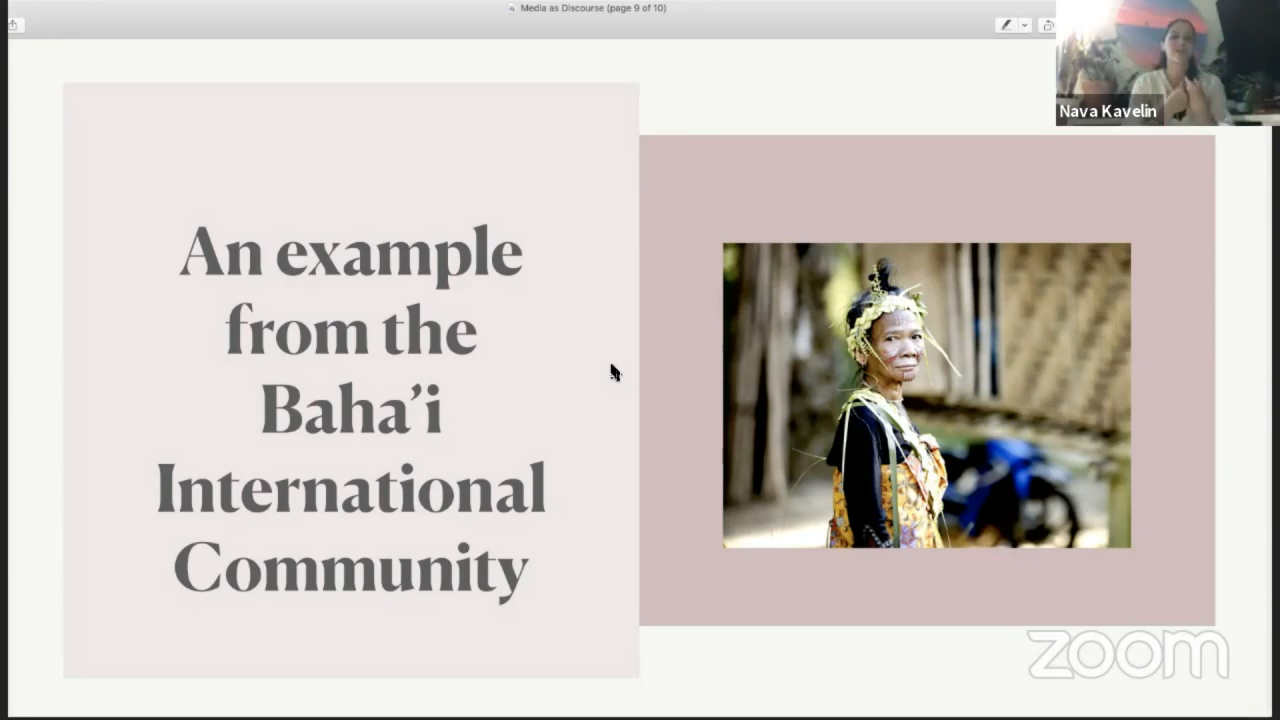 Media as Discourse (page 9 of 10)
Nava Kavelin
An example
from the
Baha’i
International
Community
zoom